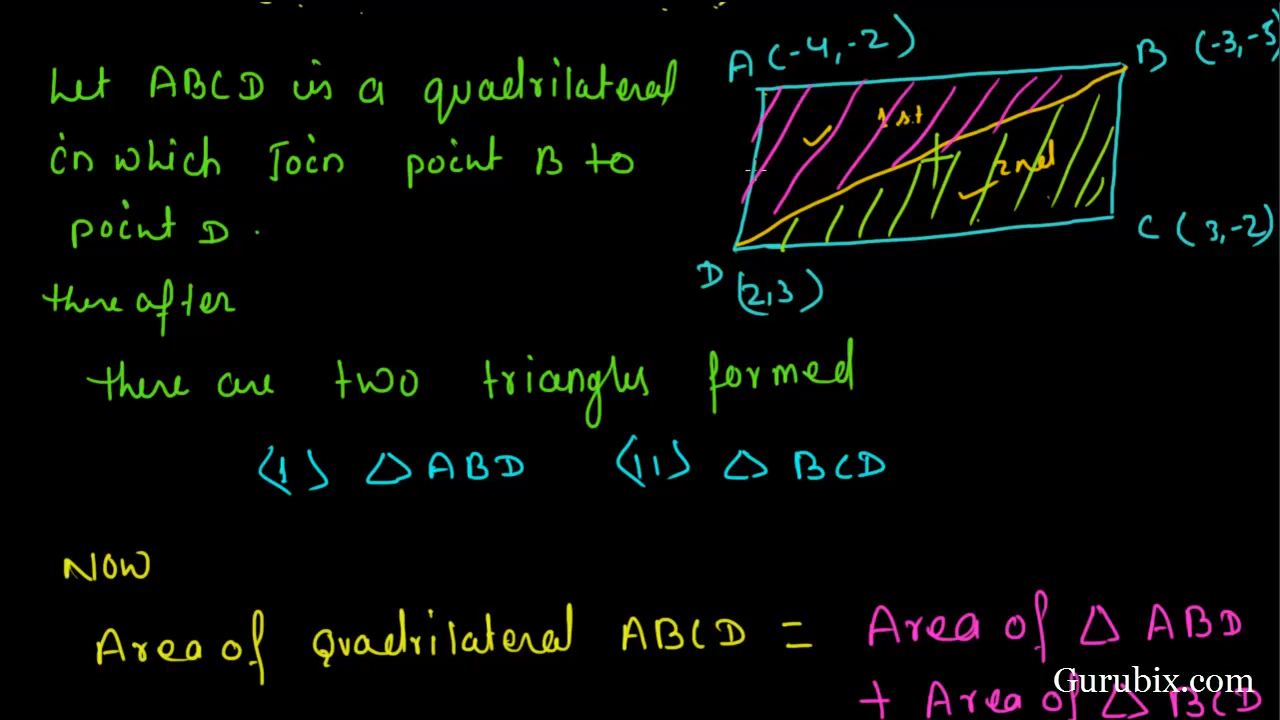 A (-4,-2)
B (-3,-5)
Let ABCD is a quadrilateral
in which Join point B to
point D.
1st
2nd
C (3,-2)
D (2,3)
there after
there are two triangles formed
(1) △ ABD (11) △ BCD
NOW
Area of Quadrilateral ABCD = Area of △ ABD
+ Area of △ BCD
Gurubix.com